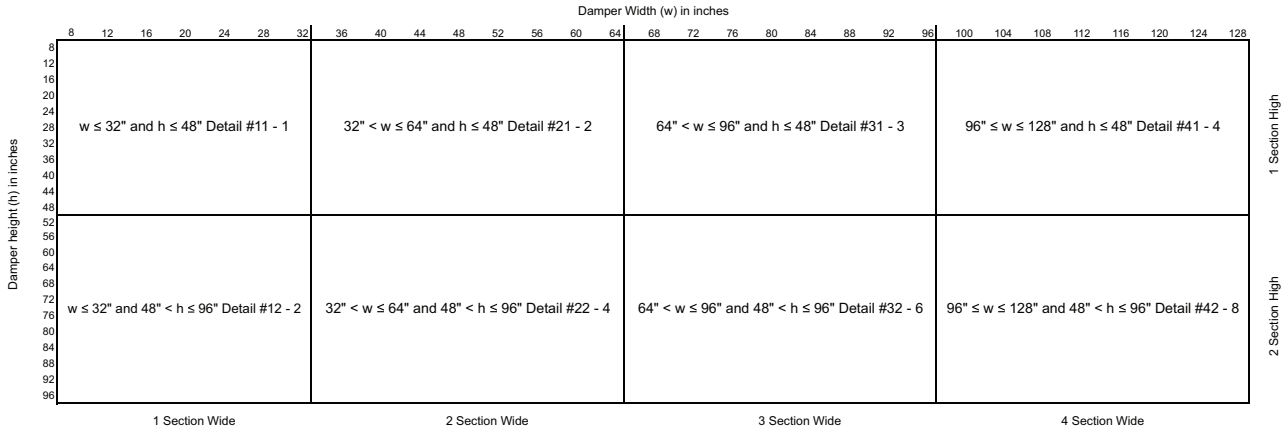 Damper Width (w) in inches
8 12 16 20 24 28 32 36 40 44 48 52 56 60 64 68 72 76 80 84 88 92 96 100 104 108 112 116 120 124 128
Damper height (h) in inches
8
12
16
20
24
28
32
36
40
44
48
52
56
60
64
68
72
76
80
84
88
92
96
w ≤ 32" and h ≤ 48" Detail #11 - 1
32" < w ≤ 64" and h ≤ 48" Detail #21 - 2
64" < w ≤ 96" and h ≤ 48" Detail #31 - 3
96" ≤ w ≤ 128" and h ≤ 48" Detail #41 - 4
1 Section High
w ≤ 32" and 48" < h ≤ 96" Detail #12 - 2
32" < w ≤ 64" and 48" < h ≤ 96" Detail #22 - 4
64" < w ≤ 96" and 48" < h ≤ 96" Detail #32 - 6
96" ≤ w ≤ 128" and 48" < h ≤ 96" Detail #42 - 8
2 Section High
1 Section Wide
2 Section Wide
3 Section Wide
4 Section Wide